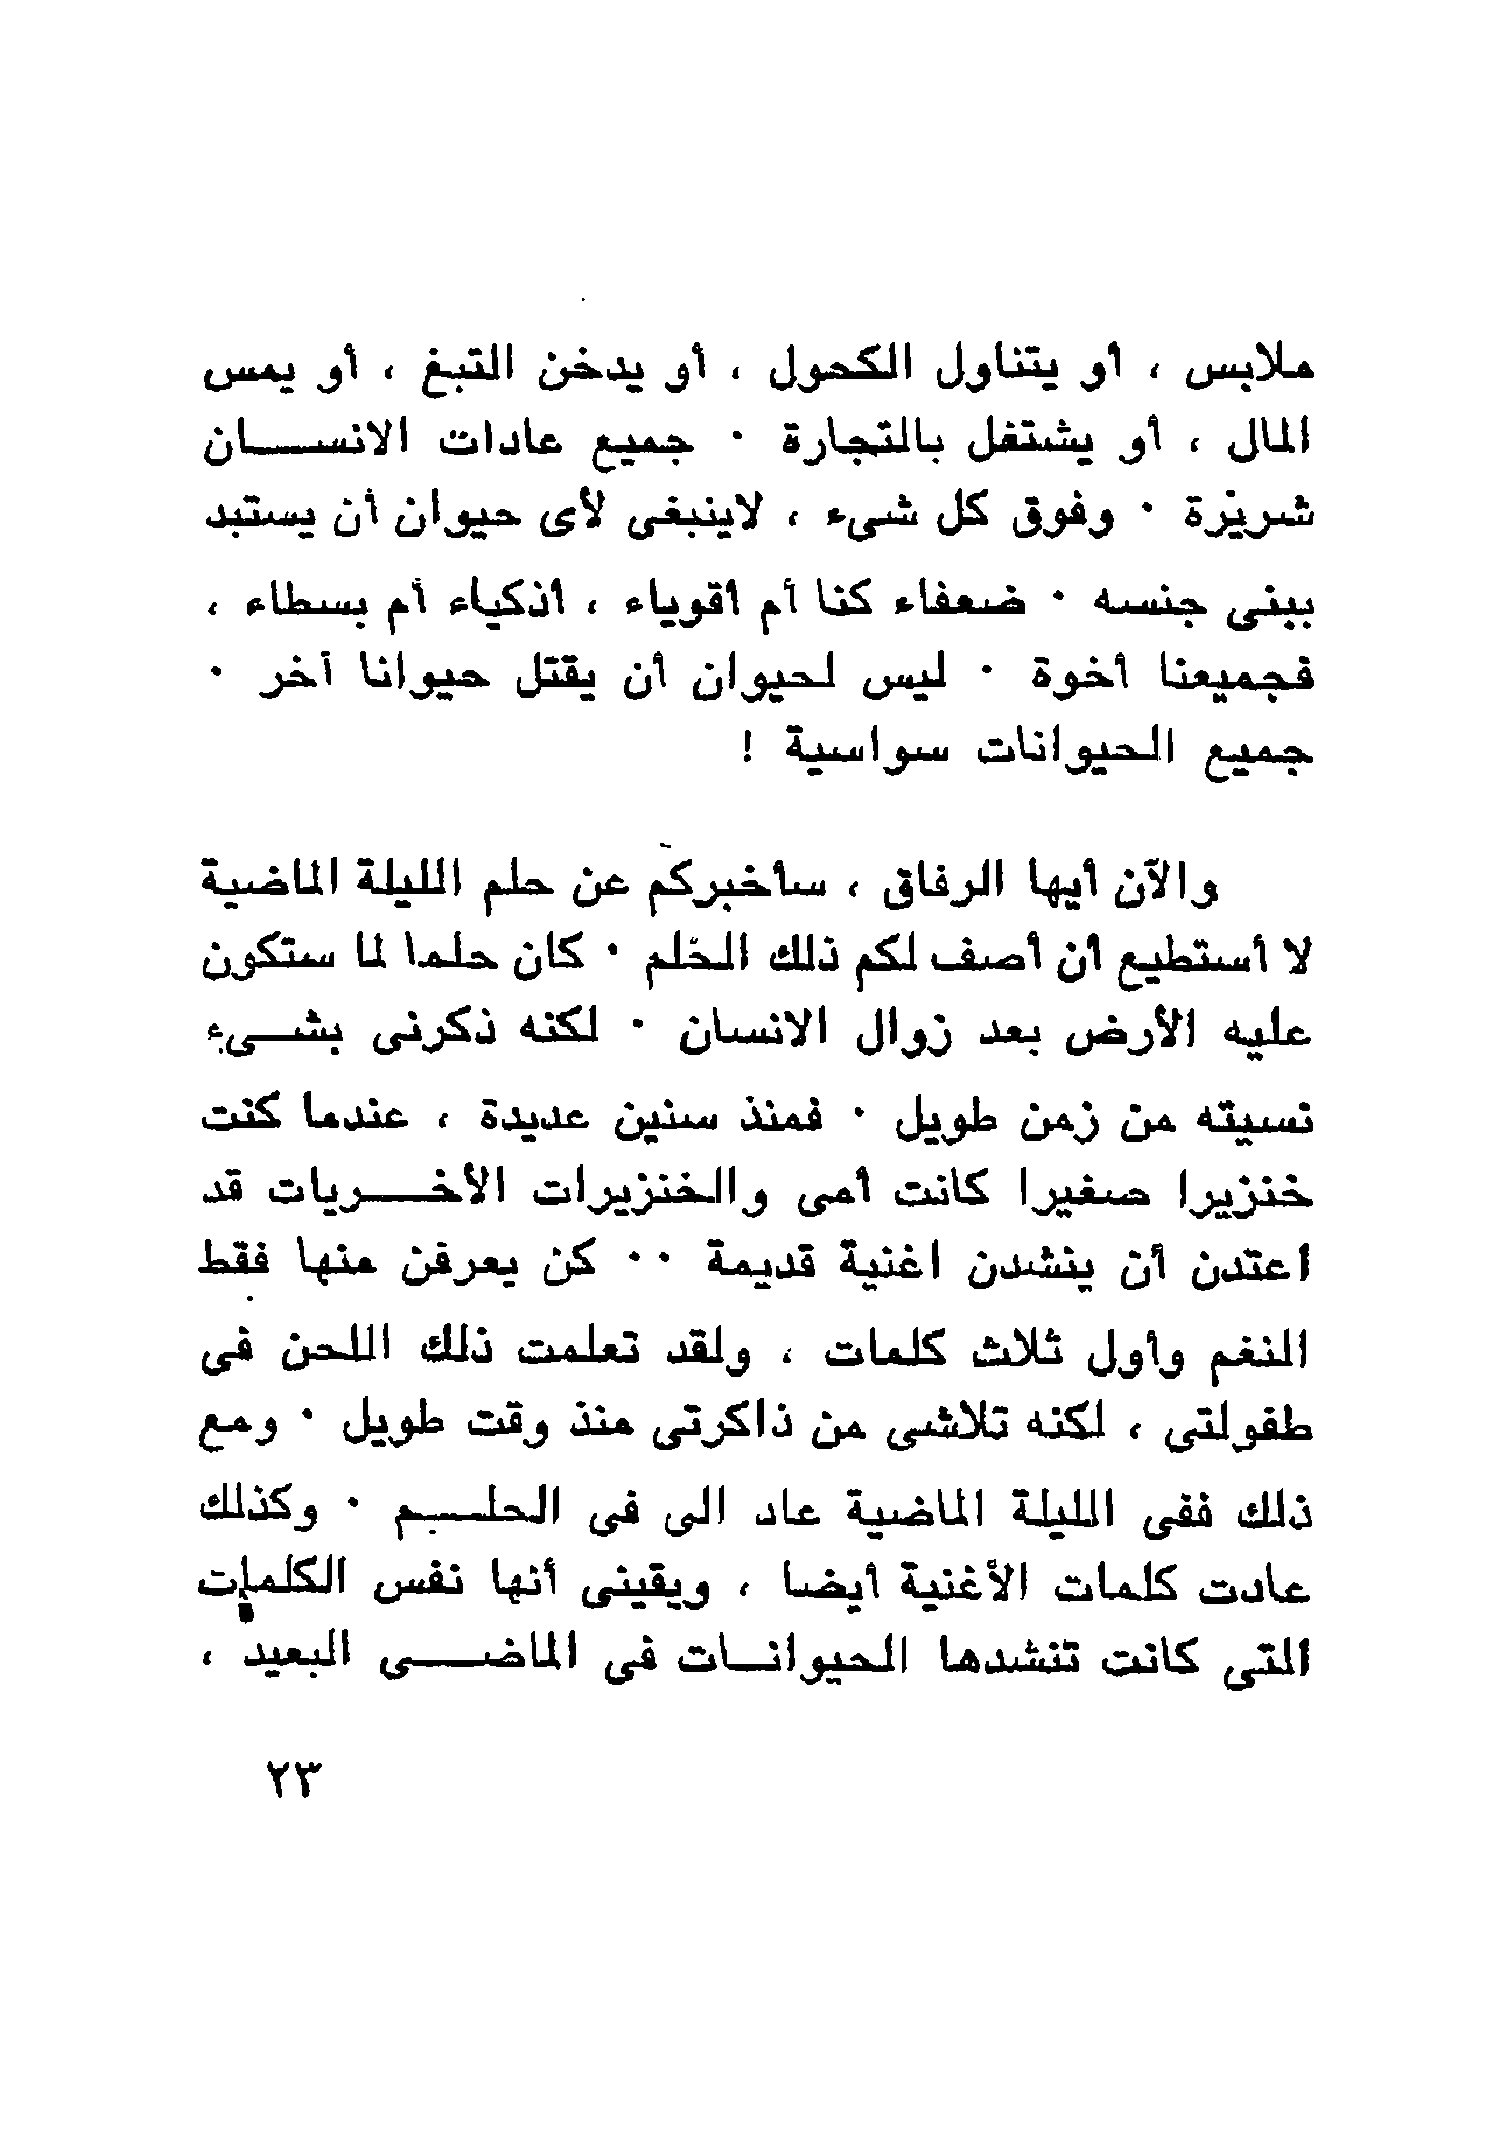 ملابس ، أو يتناول الكحول ، أو يدخن التبغ ، أو يمس
المال ، أو يشتغل بالتجارة · جميع عادات الانسان
شريرة · وفوق كل شىء ، لاينبغى لأى حيوان أن يستبد
ببنى جنسه · ضعفاء كنا أم أقوياء ، أذكياء أم بسطاء ،
فجميعنا أخوة · ليس لحيوان أن يقتل حيوانا آخر ·
جميع الحيوانات سواسية !
والآن أيها الرفاق ، سأخبركم عن حلم الليلة الماضية
لا أستطيع أن أصف لكم ذلك الحلم · كان حلما لما ستكون
عليه الأرض بعد زوال الانسان · لكنه ذكرنى بشىء
نسيته من زمن طويل · فمنذ سنين عديدة ، عندما كنت
خنزيرا صغيرا كانت أمى والخنزيرات الأخريات قد
اعتدن أن ينشدن اغنية قديمة ·· كن يعرفن منها فقط
النغم وأول ثلاث كلمات ، ولقد تعلمت ذلك اللحن فى
طفولتى ، لكنه تلاشى من ذاكرتى منذ وقت طويل · ومع
ذلك ففى الليلة الماضية عاد الى فى الحلم · وكذلك
عادت كلمات الأغنية أيضا ، ويقينى أنها نفس الكلمات
التى كانت تنشدها الحيوانات فى الماضى البعيد ،
٢٣